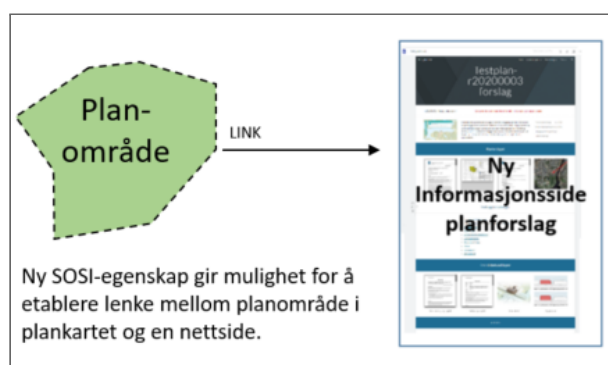 Plan-
område
LINK
testplan-
r20200003
forslag
Ny
Informasjonsside
planforslag
Ny SOSI-egenskap gir mulighet for å
etablere lenke mellom planområde i
plankartet og en nettside.